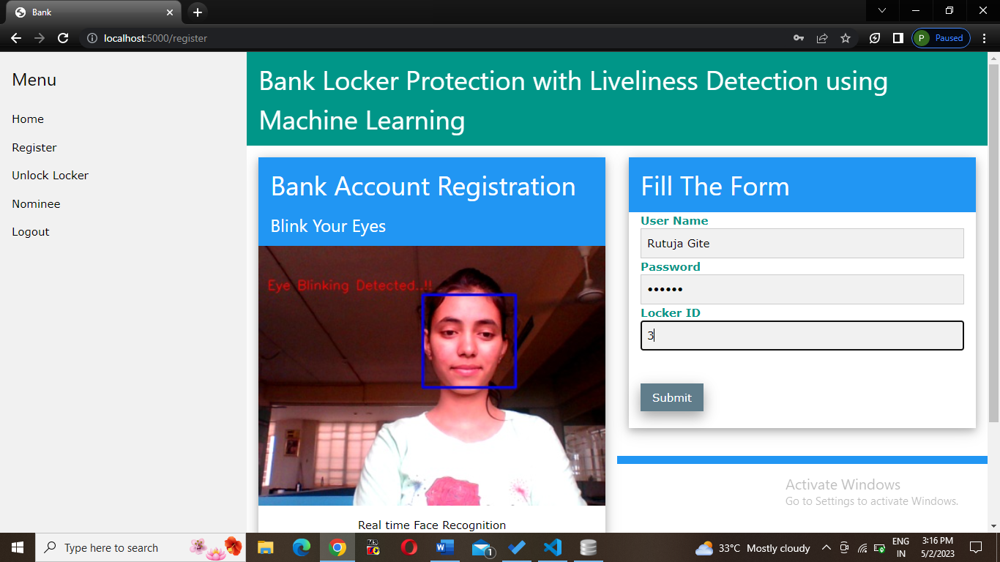 Bank
localhost:5000/register
P
Paused
Menu
Home
Register
Unlock Locker
Nominee
Logout
Bank Locker Protection with Liveliness Detection using
Machine Learning
Bank Account Registration
Blink Your Eyes
Eye Blinking Detected..!!
Real time Face Recognition
Fill The Form
User Name
Rutuja Gite
Password
••••••
Locker ID
3
Submit
Activate Windows
Go to Settings to activate Windows.
Type here to search
1
33°C Mostly cloudy
ENG
IN
3:16 PM
5/2/2023